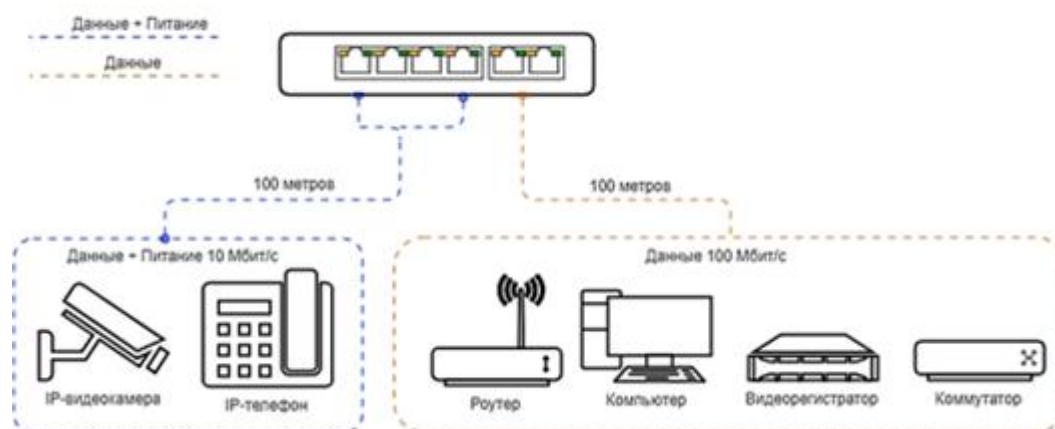 Данные + Питание
Данные
100 метров
100 метров
Данные + Питание 10 Мбит/с
Данные 100 Мбит/с
IP-видеокамера
IP-телефон
Роутер
Компьютер
Видеорегистратор
Коммутатор